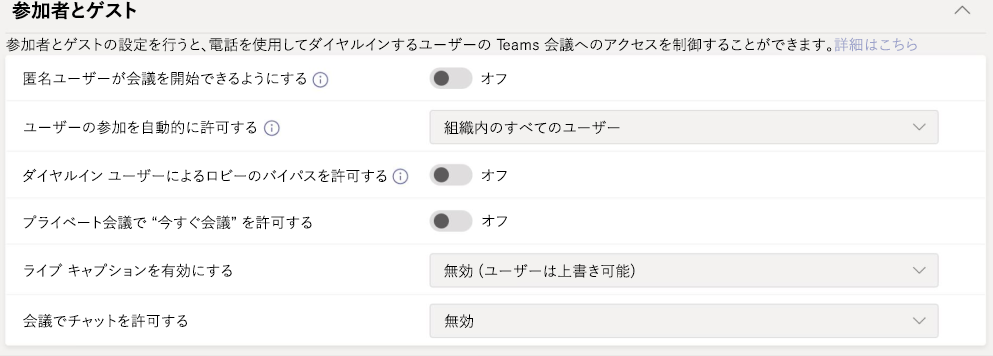 参加者とゲスト
参加者とゲストの設定を行うと、電話を使用してダイヤルインするユーザーの Teams 会議へのアクセスを制御することができます。詳細はこちら
匿名ユーザーが会議を開始できるようにする オフ
ユーザーの参加を自動的に許可する 組織内のすべてのユーザー
ダイヤルイン ユーザーによるロビーのバイパスを許可する オフ
プライベート会議で “今すぐ会議” を許可する オフ
ライブ キャプションを有効にする 無効 (ユーザーは上書き可能)
会議でチャットを許可する 無効